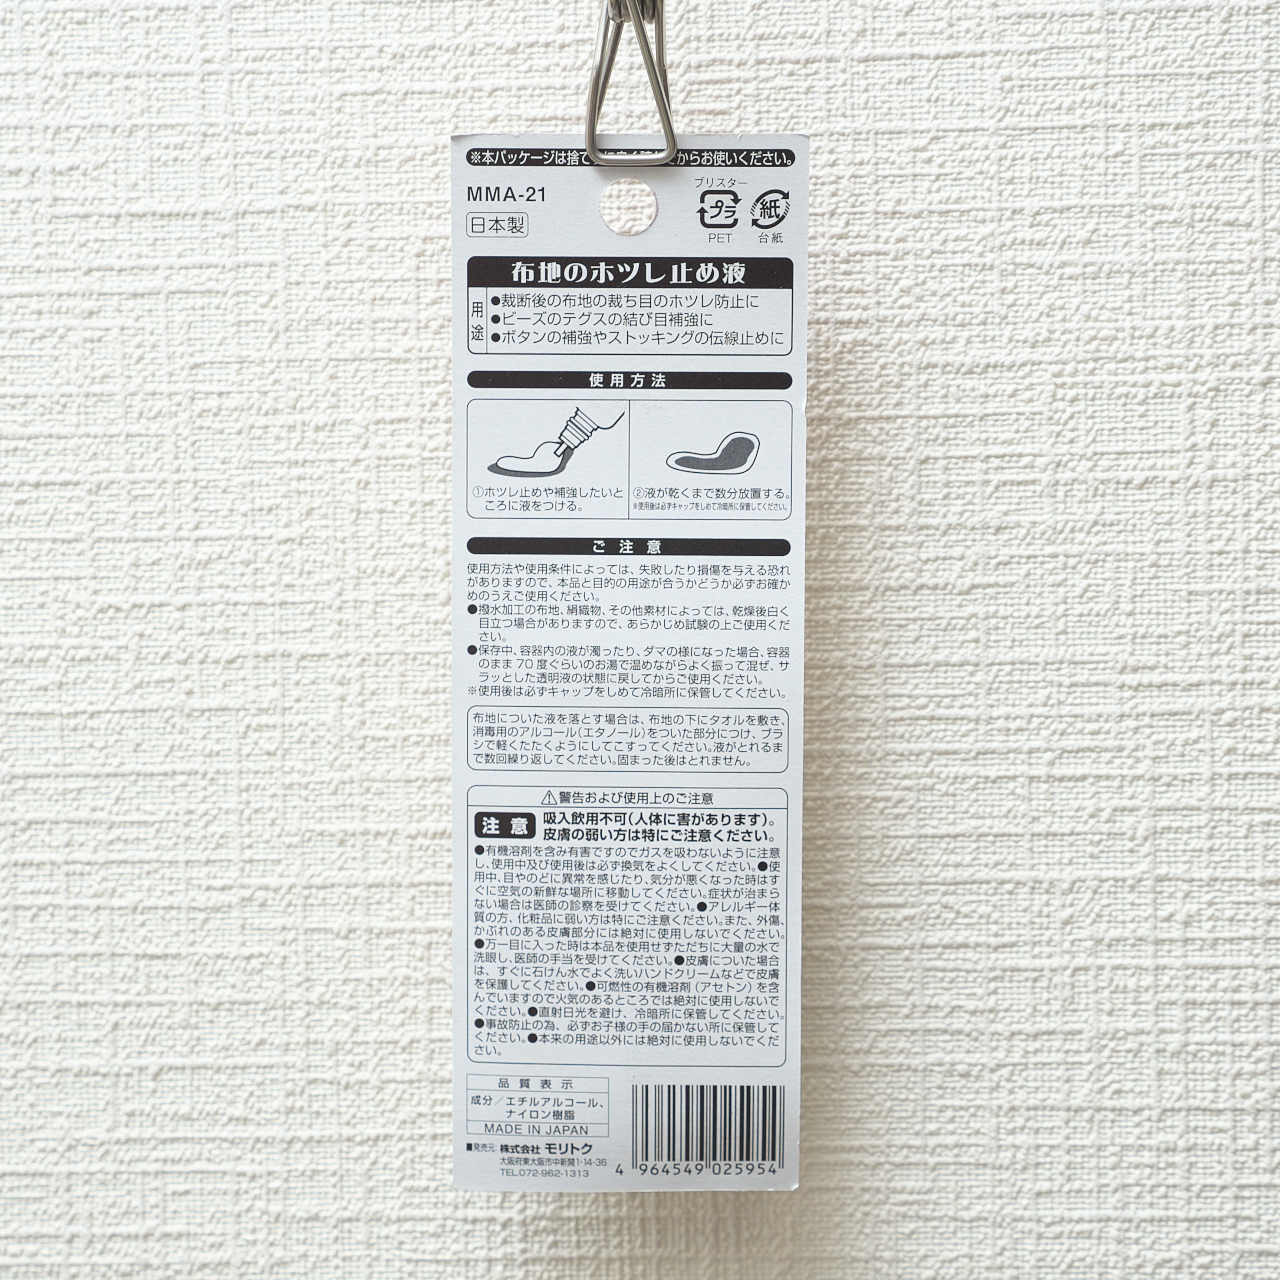 ※本パッケージは捨て
からお使いください。
MMA-21
日本製
ブリスター
プラ
PET
紙
台紙
布地のホツレ止め液
用途
●裁断後の布地の裁ち目のホツレ防止に
●ビーズのテグスの結び目補強に
●ボタンの補強やストッキングの伝線止めに
使用方法
①ホツレ止めや補強したいと
ころに液をつける。
②液が乾くまで数分放置する。
※使用後は必ずキャップをしめて冷暗所に保管してください。
ご注意
使用方法や使用条件によっては、失敗したり損傷を与える恐れ
がありますので、本品と目的の用途が合うかどうか必ずお確か
めのうえご使用ください。
●撥水加工の布地、絹織物、その他素材によっては、乾燥後白く
目立つ場合がありますので、あらかじめ試験の上ご使用くだ
さい。
●保存中、容器内の液が濁ったり、ダマの様になった場合、容器
のまま70度ぐらいのお湯で温めながらよく振って混ぜ、サ
ラッとした透明液の状態に戻してからご使用ください。
※使用後は必ずキャップをしめて冷暗所に保管してください。
布地についた液を落とす場合は、布地の下にタオルを敷き、
消毒用のアルコール(エタノール)をついた部分につけ、ブラ
シで軽くたたくようにしてこすってください。液がとれるま
で数回繰り返してください。固まった後はとれません。
⚠警告および使用上のご注意
注意
吸入飲用不可(人体に害があります)。
皮膚の弱い方は特にご注意ください。
●有機溶剤を含み有害ですのでガスを吸わないように注意
し、使用中及び使用後は必ず換気をよくしてください。●使
用中、目やのどに異常を感じたり、気分が悪くなった時はす
ぐに空気の新鮮な場所に移動してください。症状が治まら
ない場合は医師の診察を受けてください。●アレルギー体
質の方、化粧品に弱い方は特にご注意ください。また、外傷、
かぶれのある皮膚部分には絶対に使用しないでください。
●万一目に入った時は本品を使用せずただちに大量の水で
洗眼し、医師の手当を受けてください。●皮膚についた場合
は、すぐに石けん水でよく洗いハンドクリームなどで皮膚
を保護してください。●可燃性の有機溶剤(アセトン)を含
んでいますので火気のあるところでは絶対に使用しないで
ください。●直射日光を避け、冷暗所に保管してください。
●事故防止の為、必ずお子様の手の届かない所に保管して
ください。●本来の用途以外には絶対に使用しないでくだ
さい。
品質表示
成分/エチルアルコール、
ナイロン樹脂
MADE IN JAPAN
■発売元 株式会社 モリトク
大阪府東大阪市中新開1-14-36
TEL.072-962-1313
4 964549 025954